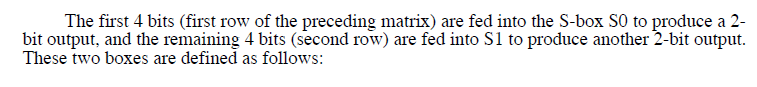 The first 4 bits (first row of the preceding matrix) are fed into the S-box S0 to produce a 2-
bit output, and the remaining 4 bits (second row) are fed into S1 to produce another 2-bit output.
These two boxes are defined as follows: